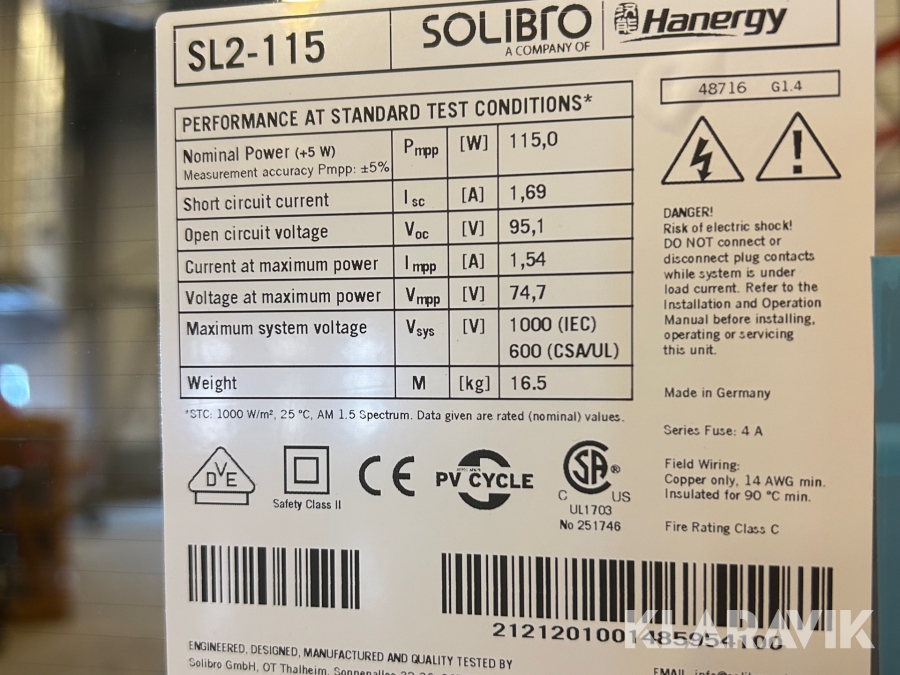 SL2-115
SOLIBRO
A COMPANY OF
Hanergy
48716 G1.4
PERFORMANCE AT STANDARD TEST CONDITIONS*
Nominal Power (+5 W) Pmpp [W] 115,0
Measurement accuracy Pmpp: ±5%
Short circuit current Isc [A] 1,69
Open circuit voltage Voc [V] 95,1
Current at maximum power Impp [A] 1,54
Voltage at maximum power Vmpp [V] 74,7
Maximum system voltage Vsys [V] 1000 (IEC)
600 (CSA/UL)
Weight M [kg] 16.5
*STC: 1000 W/m², 25 °C, AM 1.5 Spectrum. Data given are rated (nominal) values.
DANGER!
Risk of electric shock!
DO NOT connect or
disconnect plug contacts
while system is under
load current. Refer to the
Installation and Operation
Manual before installing,
operating or servicing
this unit.
Made in Germany
Series Fuse: 4 A
Field Wiring:
Copper only, 14 AWG min.
Insulated for 90 °C min.
Fire Rating Class C
DVE
Safety Class II
CE
PV CYCLE
SA®
C US
UL1703
No 251746
2121201001485954100
KLARAVIK
ENGINEERED, DESIGNED, MANUFACTURED AND QUALITY TESTED BY
Solibro GmbH, OT Thalheim,